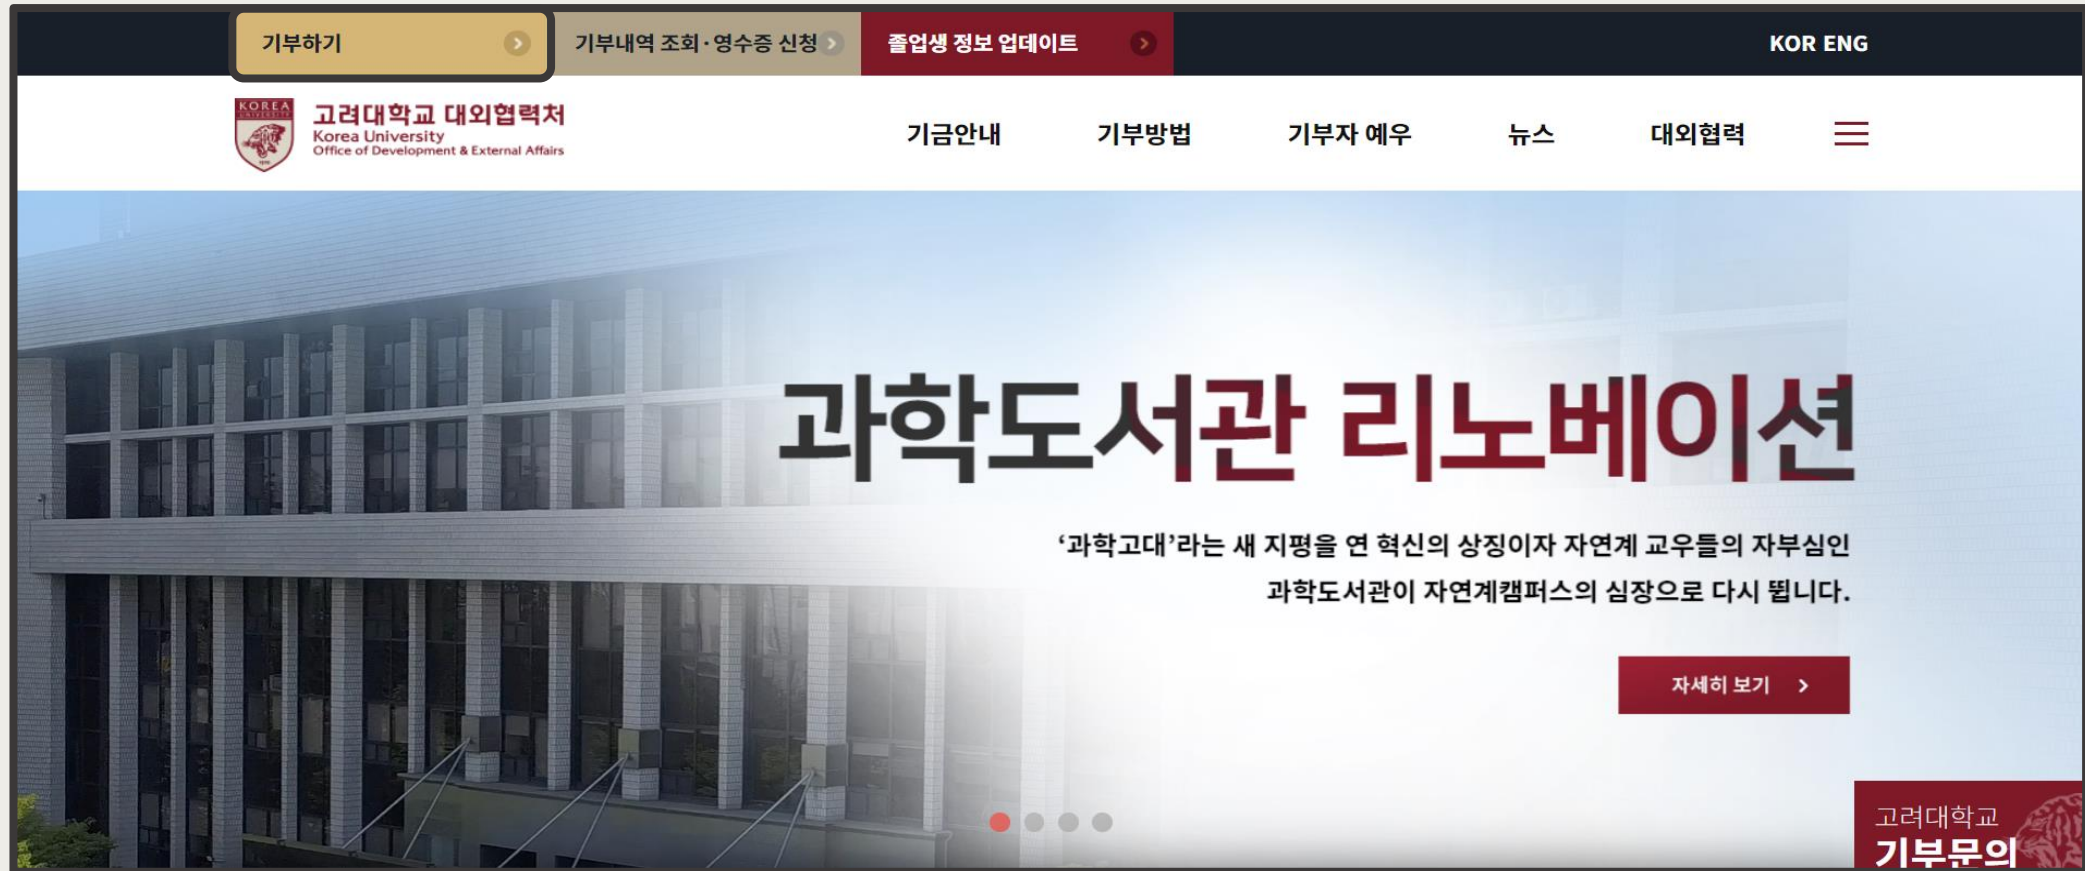 기부하기
기부내역 조회·영수증 신청
졸업생 정보 업데이트
KOR ENG
KOREA
UNIVERSITY
고려대학교 대외협력처
Korea University
Office of Development & External Affairs
기금안내
기부방법
기부자 예우
뉴스
대외협력
과학도서관 리노베이션
‘과학고대’라는 새 지평을 연 혁신의 상징이자 자연계 교우들의 자부심인
과학도서관이 자연계캠퍼스의 심장으로 다시 뜁니다.
자세히 보기
고려대학교
기부문의